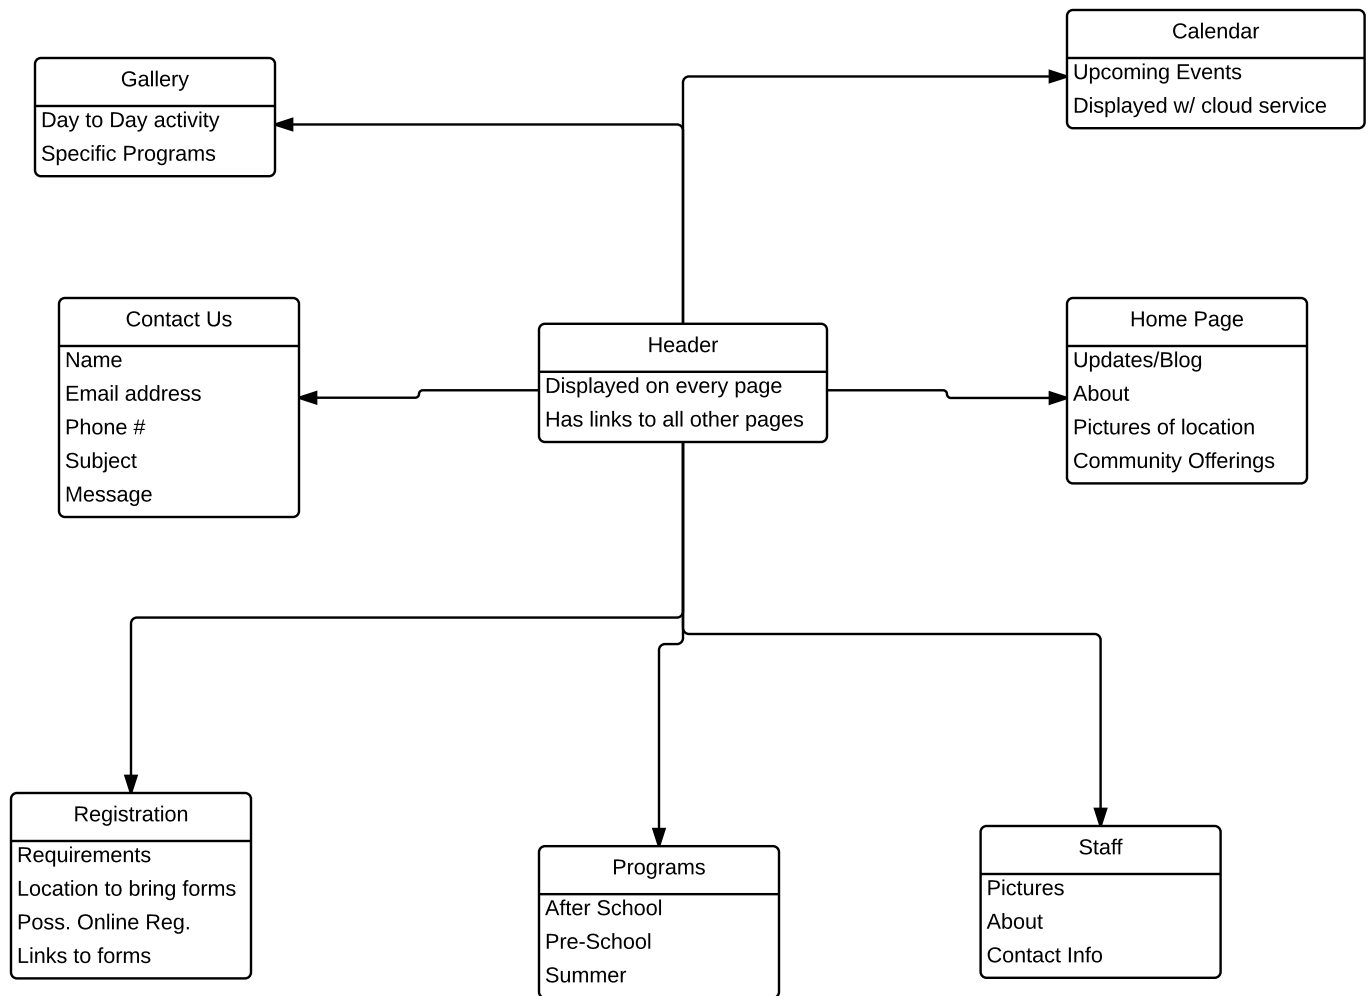 Calendar
Upcoming Events
Displayed w/ cloud service
Gallery
Day to Day activity
Specific Programs
Contact Us
Name
Email address
Phone #
Subject
Message
Header
Displayed on every page
Has links to all other pages
Home Page
Updates/Blog
About
Pictures of location
Community Offerings
Registration
Requirements
Location to bring forms
Poss. Online Reg.
Links to forms
Programs
After School
Pre-School
Summer
Staff
Pictures
About
Contact Info